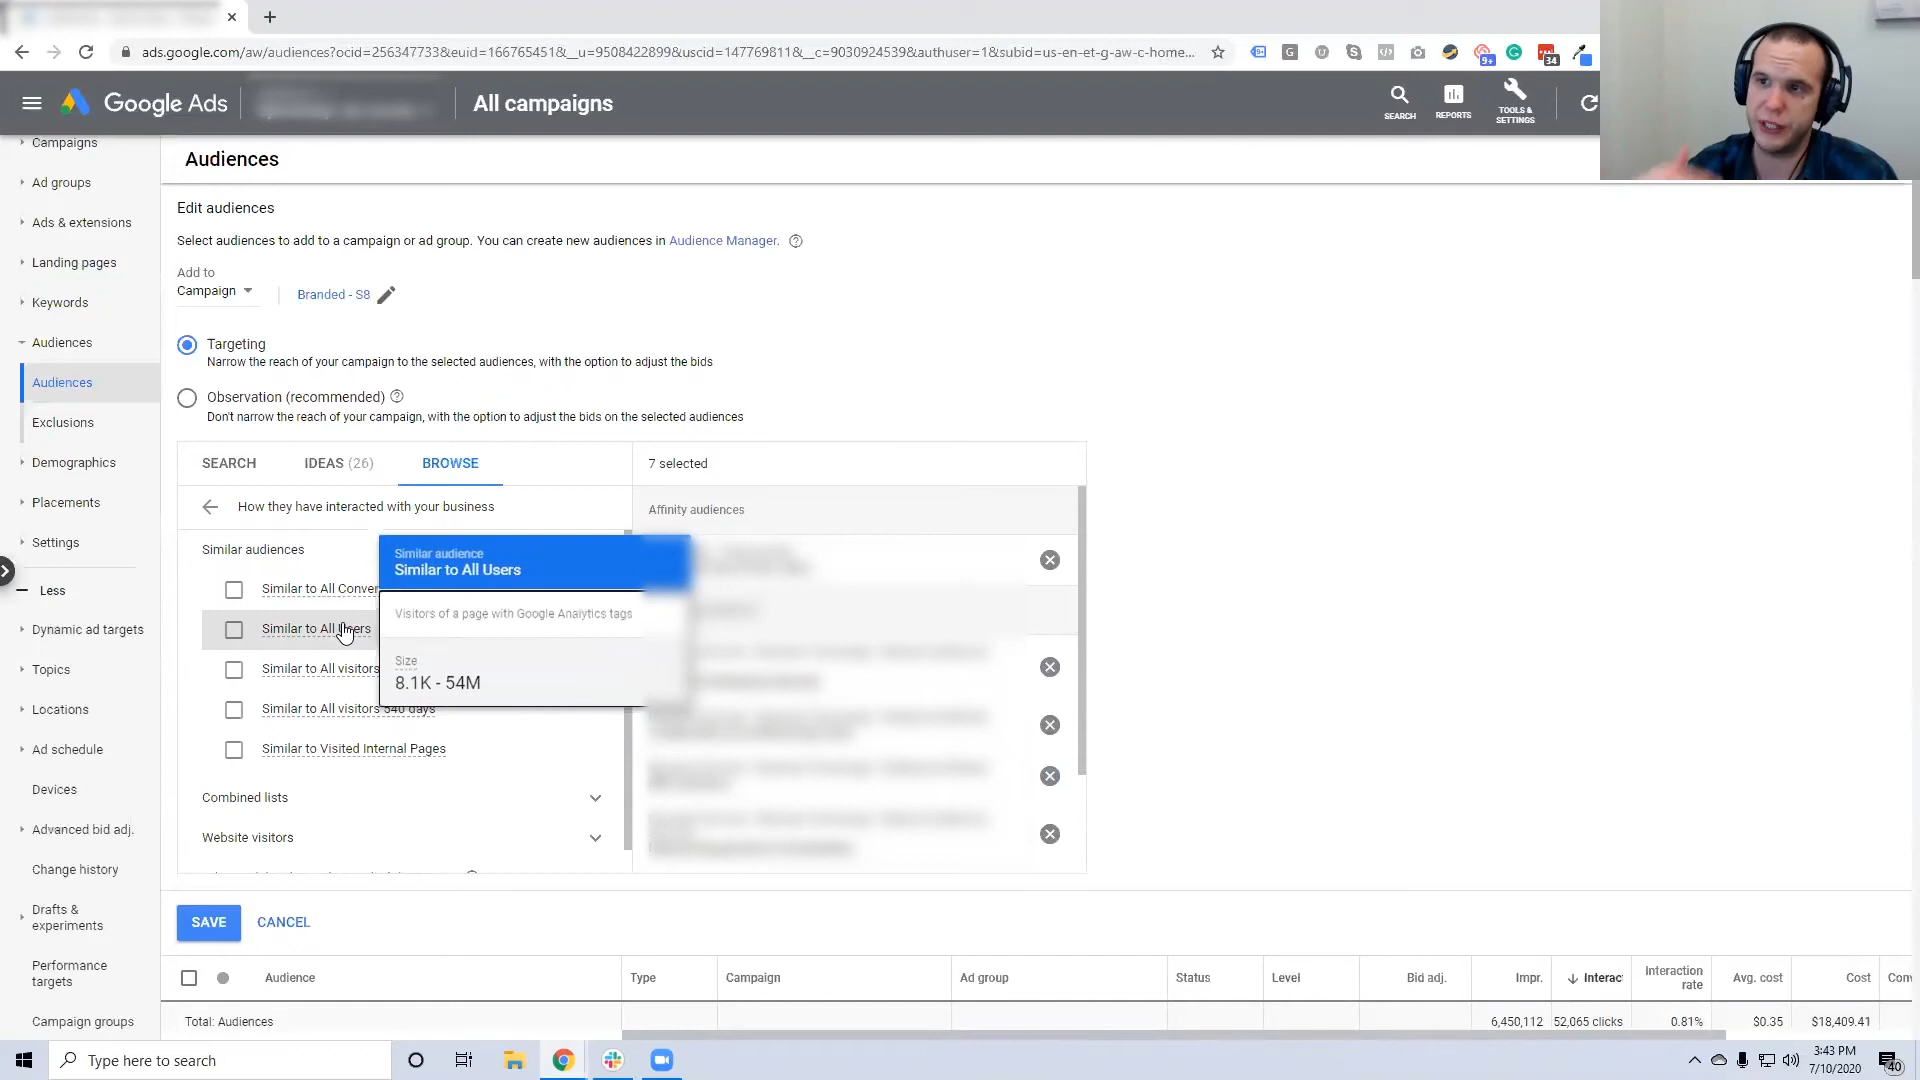 ads.google.com/aw/audiences?ocid=256347733&euid=166765451&__u=9508422899&uscid=147769811&__c=9030924539&authuser=1&subid=us-en-et-g-aw-c-home...
9+
34
Google Ads
All campaigns
SEARCH
REPORTS
TOOLS &
SETTINGS
Campaigns
Ad groups
Ads & extensions
Landing pages
Keywords
Audiences
Audiences
Exclusions
Demographics
Placements
Settings
Less
Dynamic ad targets
Topics
Locations
Ad schedule
Devices
Advanced bid adj.
Change history
Drafts &
experiments
Performance
targets
Campaign groups
Audiences
Edit audiences
Select audiences to add to a campaign or ad group. You can create new audiences in Audience Manager.
Add to
Campaign
Branded - S8
Targeting
Narrow the reach of your campaign to the selected audiences, with the option to adjust the bids
Observation (recommended)
Don't narrow the reach of your campaign, with the option to adjust the bids on the selected audiences
SEARCH
IDEAS (26)
BROWSE
7 selected
How they have interacted with your business
Affinity audiences
Similar audiences
Similar to All Conver
Similar to All Users
Similar to All visitors
Similar to All visitors 540 days
Similar to Visited Internal Pages
Combined lists
Website visitors
Similar audience
Similar to All Users
Visitors of a page with Google Analytics tags
Size
8.1K - 54M
SAVE
CANCEL
Audience
Type
Campaign
Ad group
Status
Level
Bid adj.
Impr.
Interac
Interaction
rate
Avg. cost
Cost
Conv
Total: Audiences
6,450,112
52,065 clicks
0.81%
$0.35
$18,409.41
Type here to search
3:43 PM
7/10/2020
40